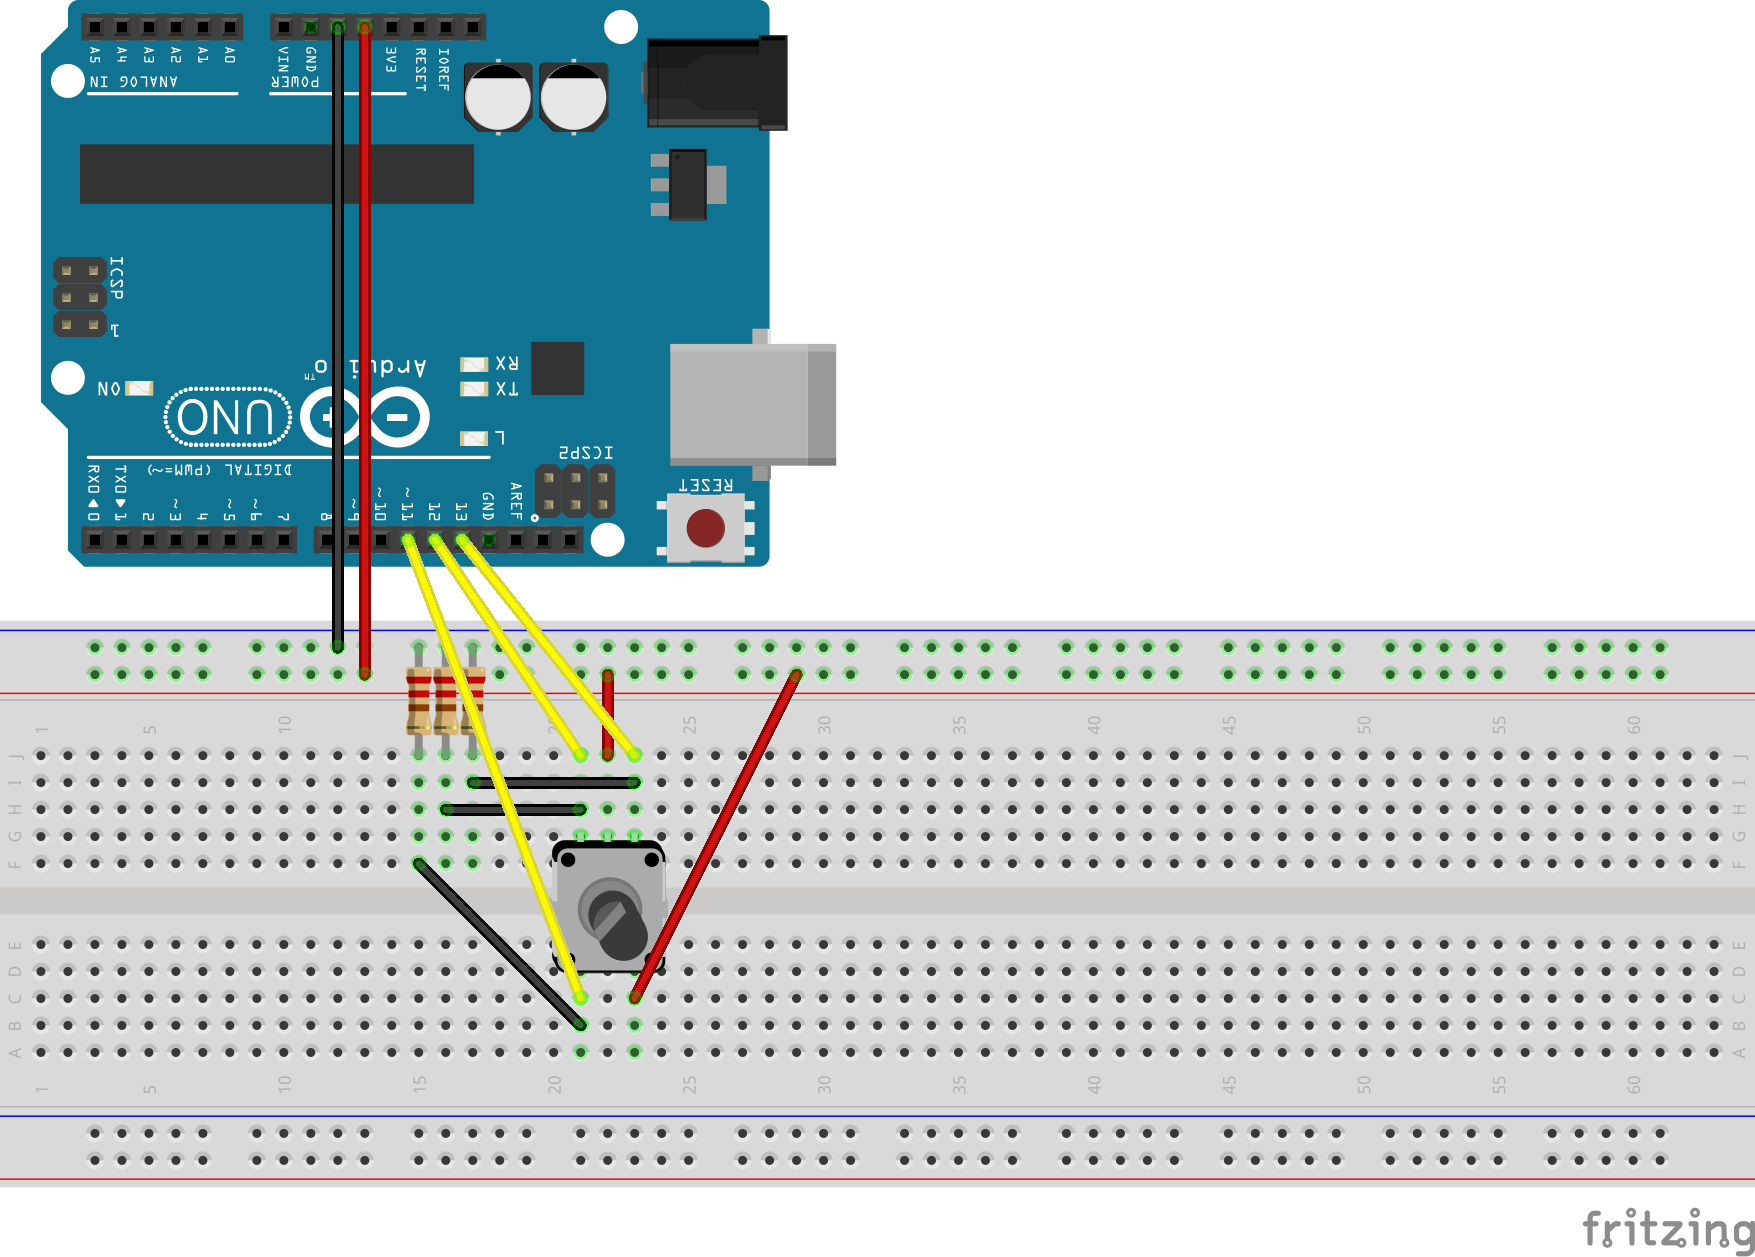 A5 A4 A3 A2 A1 A0 VIN GND 3V3 RESET IOREF
ANALOG IN POWER
ICSP
1
Arduino
TM
RX
TX
ON
UNO
L
ICSP2
DIGITAL (PWM=~)
RESET
RX0◀0 TX0▶1 2 ~3 4 ~5 ~6 7 8 ~9 ~10 ~11 12 13 GND AREF
1 5 10 20 25 30 35 40 45 50 55 60
J J
I I
H H
G G
F F
E E
D D
C C
B B
A A
1 5 10 15 20 25 30 35 40 45 50 55 60
fritzing